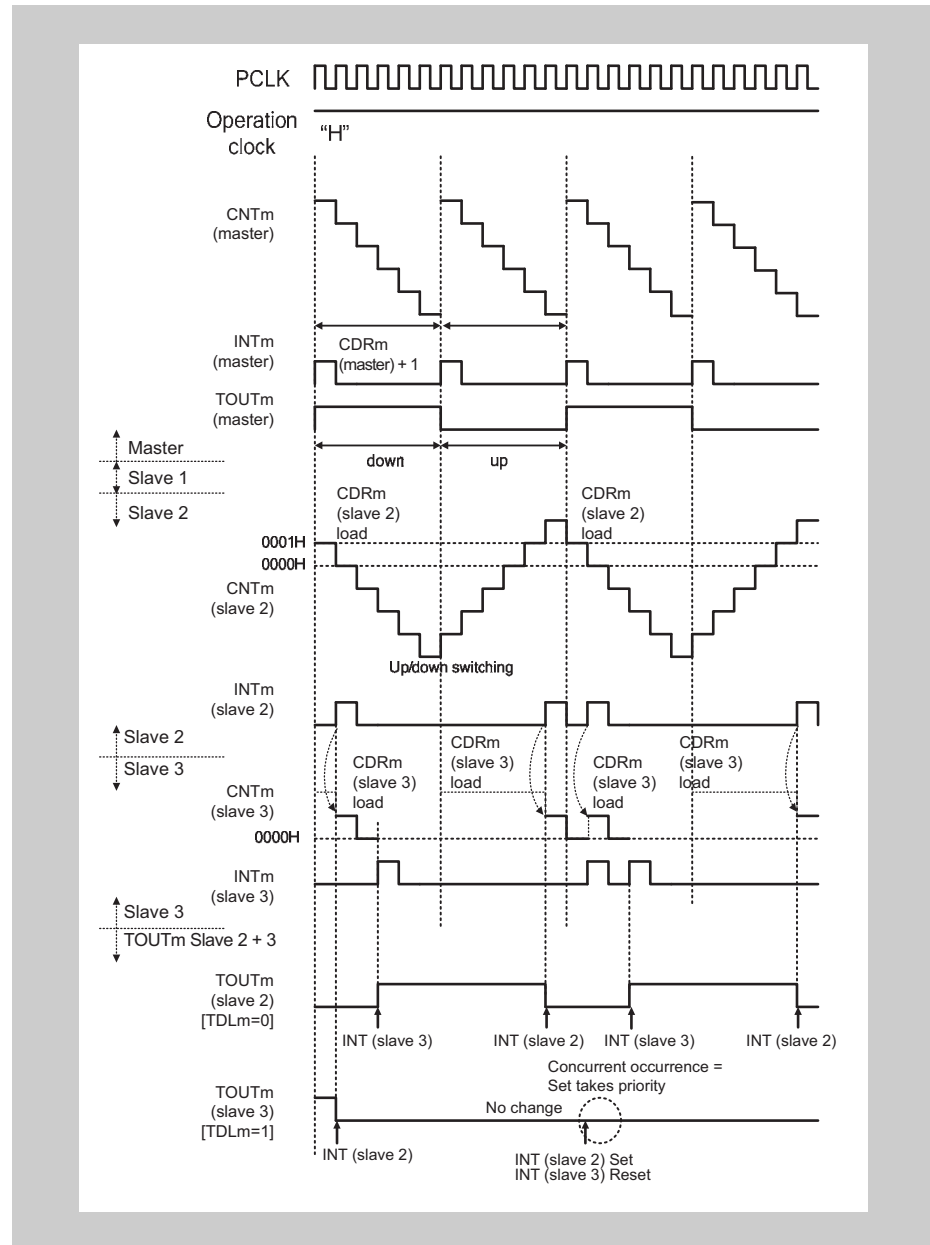 PCLK
Operation
clock
“H”
CNTm
(master)
INTm
(master)
CDRm
(master) + 1
TOUTm
(master)
Master
down
up
Slave 1
Slave 2
CDRm
(slave 2)
load
CDRm
(slave 2)
load
0001H
0000H
CNTm
(slave 2)
Up/down switching
INTm
(slave 2)
Slave 2
Slave 3
CDRm
(slave 3)
load
CDRm
(slave 3)
load
CDRm
(slave 3)
load
CDRm
(slave 3)
load
CNTm
(slave 3)
0000H
INTm
(slave 3)
Slave 3
TOUTm Slave 2 + 3
TOUTm
(slave 2)
[TDLm=0]
INT (slave 3)
INT (slave 2)
INT (slave 3)
INT (slave 2)
Concurrent occurrence =
Set takes priority
TOUTm
(slave 3)
[TDLm=1]
No change
INT (slave 2)
INT (slave 2) Set
INT (slave 3) Reset